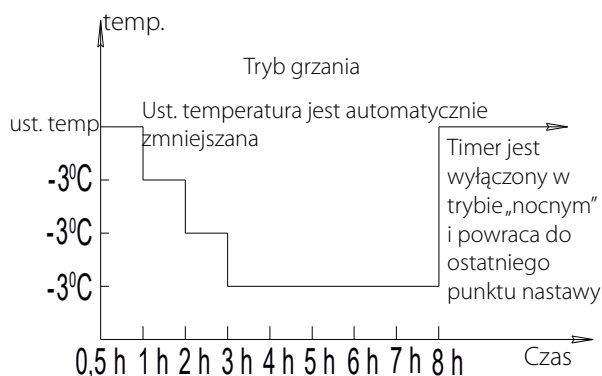 temp.
Tryb grzania
Ust. temperatura jest automatycznie
zmniejszana
ust. temp
-3⁰C
-3⁰C
-3⁰C
Timer jest
wyłączony w
trybie „nocnym”
i powraca do
ostatniego
punktu nastawy
0,5 h 1 h 2 h 3 h 4 h 5 h 6 h 7 h 8 h
Czas